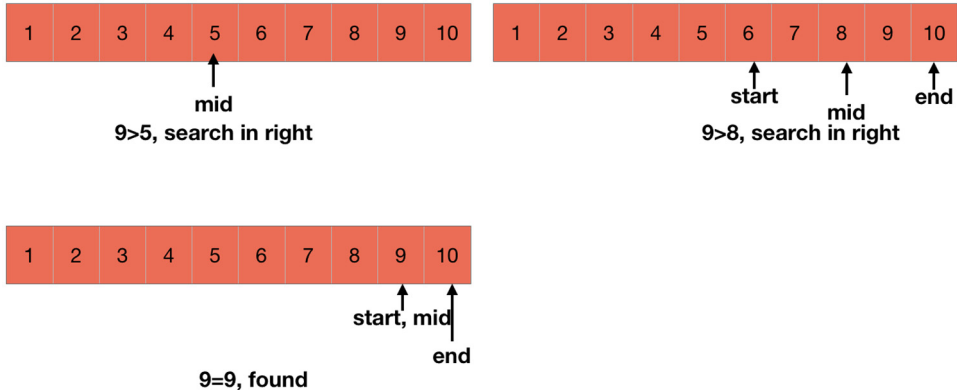 1 2 3 4 5 6 7 8 9 10
mid
9>5, search in right
1 2 3 4 5 6 7 8 9 10
start
mid
end
9>8, search in right
1 2 3 4 5 6 7 8 9 10
start, mid
end
9=9, found